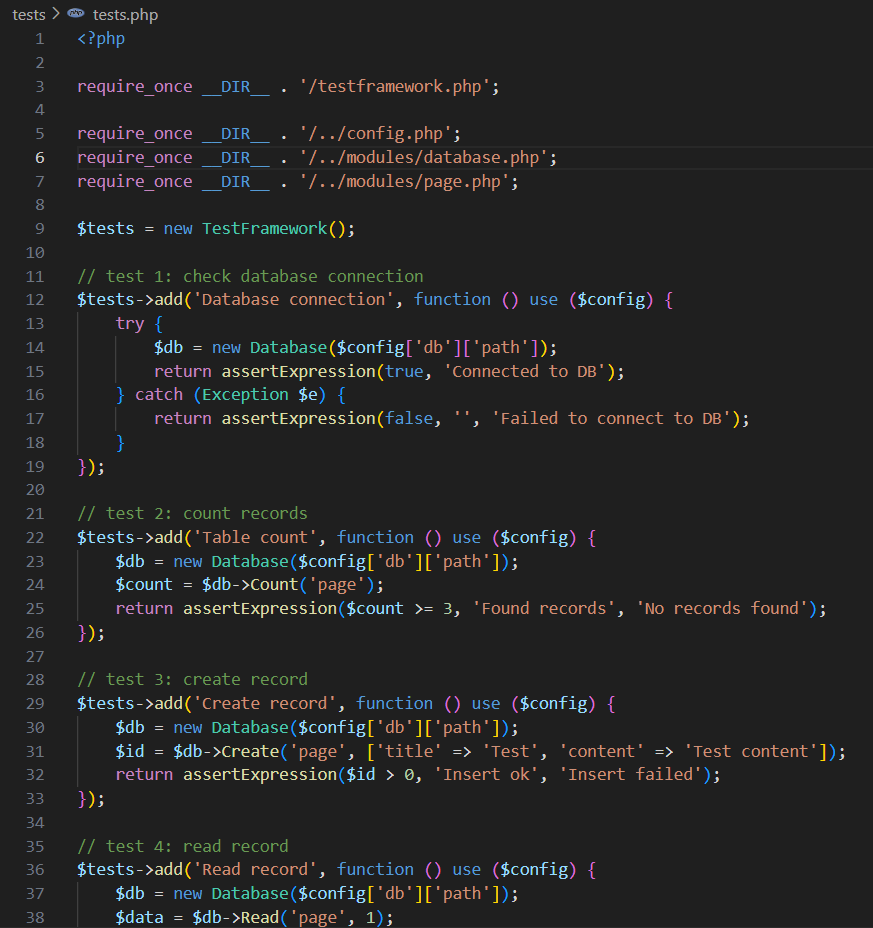 tests > tests.php
1 <?php
2
3 require_once __DIR__ . '/testframework.php';
4
5 require_once __DIR__ . '/../config.php';
6 require_once __DIR__ . '/../modules/database.php';
7 require_once __DIR__ . '/../modules/page.php';
8
9 $tests = new TestFramework();
10
11 // test 1: check database connection
12 $tests->add('Database connection', function () use ($config) {
13     try {
14         $db = new Database($config['db']['path']);
15         return assertExpression(true, 'Connected to DB');
16     } catch (Exception $e) {
17         return assertExpression(false, '', 'Failed to connect to DB');
18     }
19 });
20
21 // test 2: count records
22 $tests->add('Table count', function () use ($config) {
23     $db = new Database($config['db']['path']);
24     $count = $db->Count('page');
25     return assertExpression($count >= 3, 'Found records', 'No records found');
26 });
27
28 // test 3: create record
29 $tests->add('Create record', function () use ($config) {
30     $db = new Database($config['db']['path']);
31     $id = $db->Create('page', ['title' => 'Test', 'content' => 'Test content']);
32     return assertExpression($id > 0, 'Insert ok', 'Insert failed');
33 });
34
35 // test 4: read record
36 $tests->add('Read record', function () use ($config) {
37     $db = new Database($config['db']['path']);
38     $data = $db->Read('page', 1);